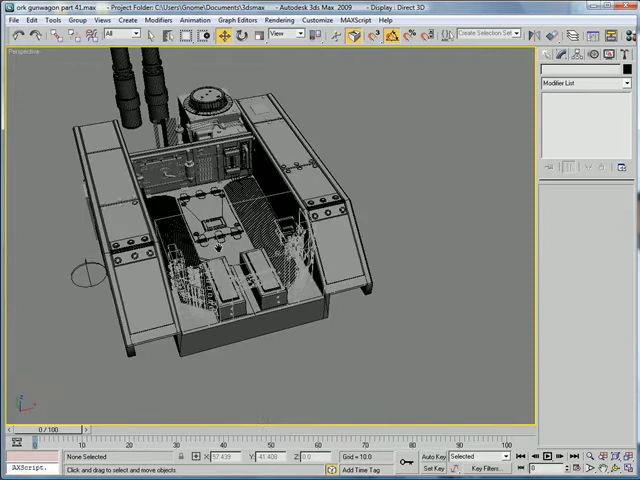 ork gunwagon part 41.max - Project Folder: C:\Users\Gnome\Documents\3dsmax - Autodesk 3ds Max 2009 - Display : Direct 3D
File Edit Tools Group Views Create Modifiers Animation Graph Editors Rendering Customize MAXScript Help
All View Create Selection Set
Perspective
Modifier List
0 / 100
0 10 20 30 40 50 60 70 80 90 100
None Selected X: 57.439 Y: 41.408 Z: 0.0 Grid = 10.0 Auto Key Selected
AXScript. Click and drag to select and move objects Add Time Tag Set Key Key Filters... 0